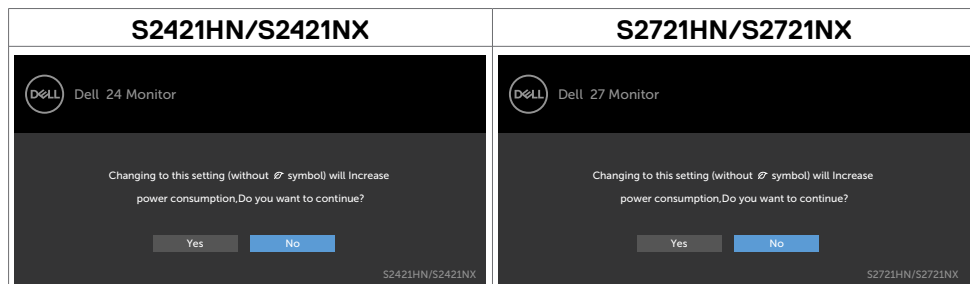 S2421HN/S2421NX
S2721HN/S2721NX
DELL Dell 24 Monitor
Changing to this setting (without symbol) will Increase
power consumption,Do you want to continue?
Yes No
S2421HN/S2421NX
DELL Dell 27 Monitor
Changing to this setting (without symbol) will Increase
power consumption,Do you want to continue?
Yes No
S2721HN/S2721NX